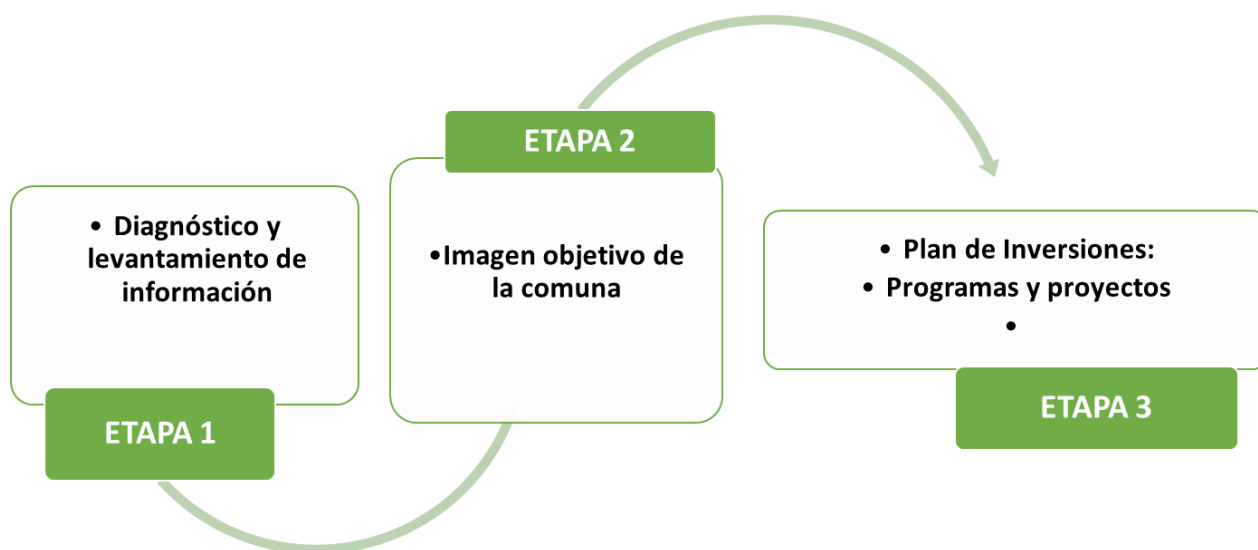 • Diagnóstico y
levantamiento de
información
ETAPA 1
ETAPA 2
•Imagen objetivo de
la comuna
• Plan de Inversiones:
• Programas y proyectos
•
ETAPA 3